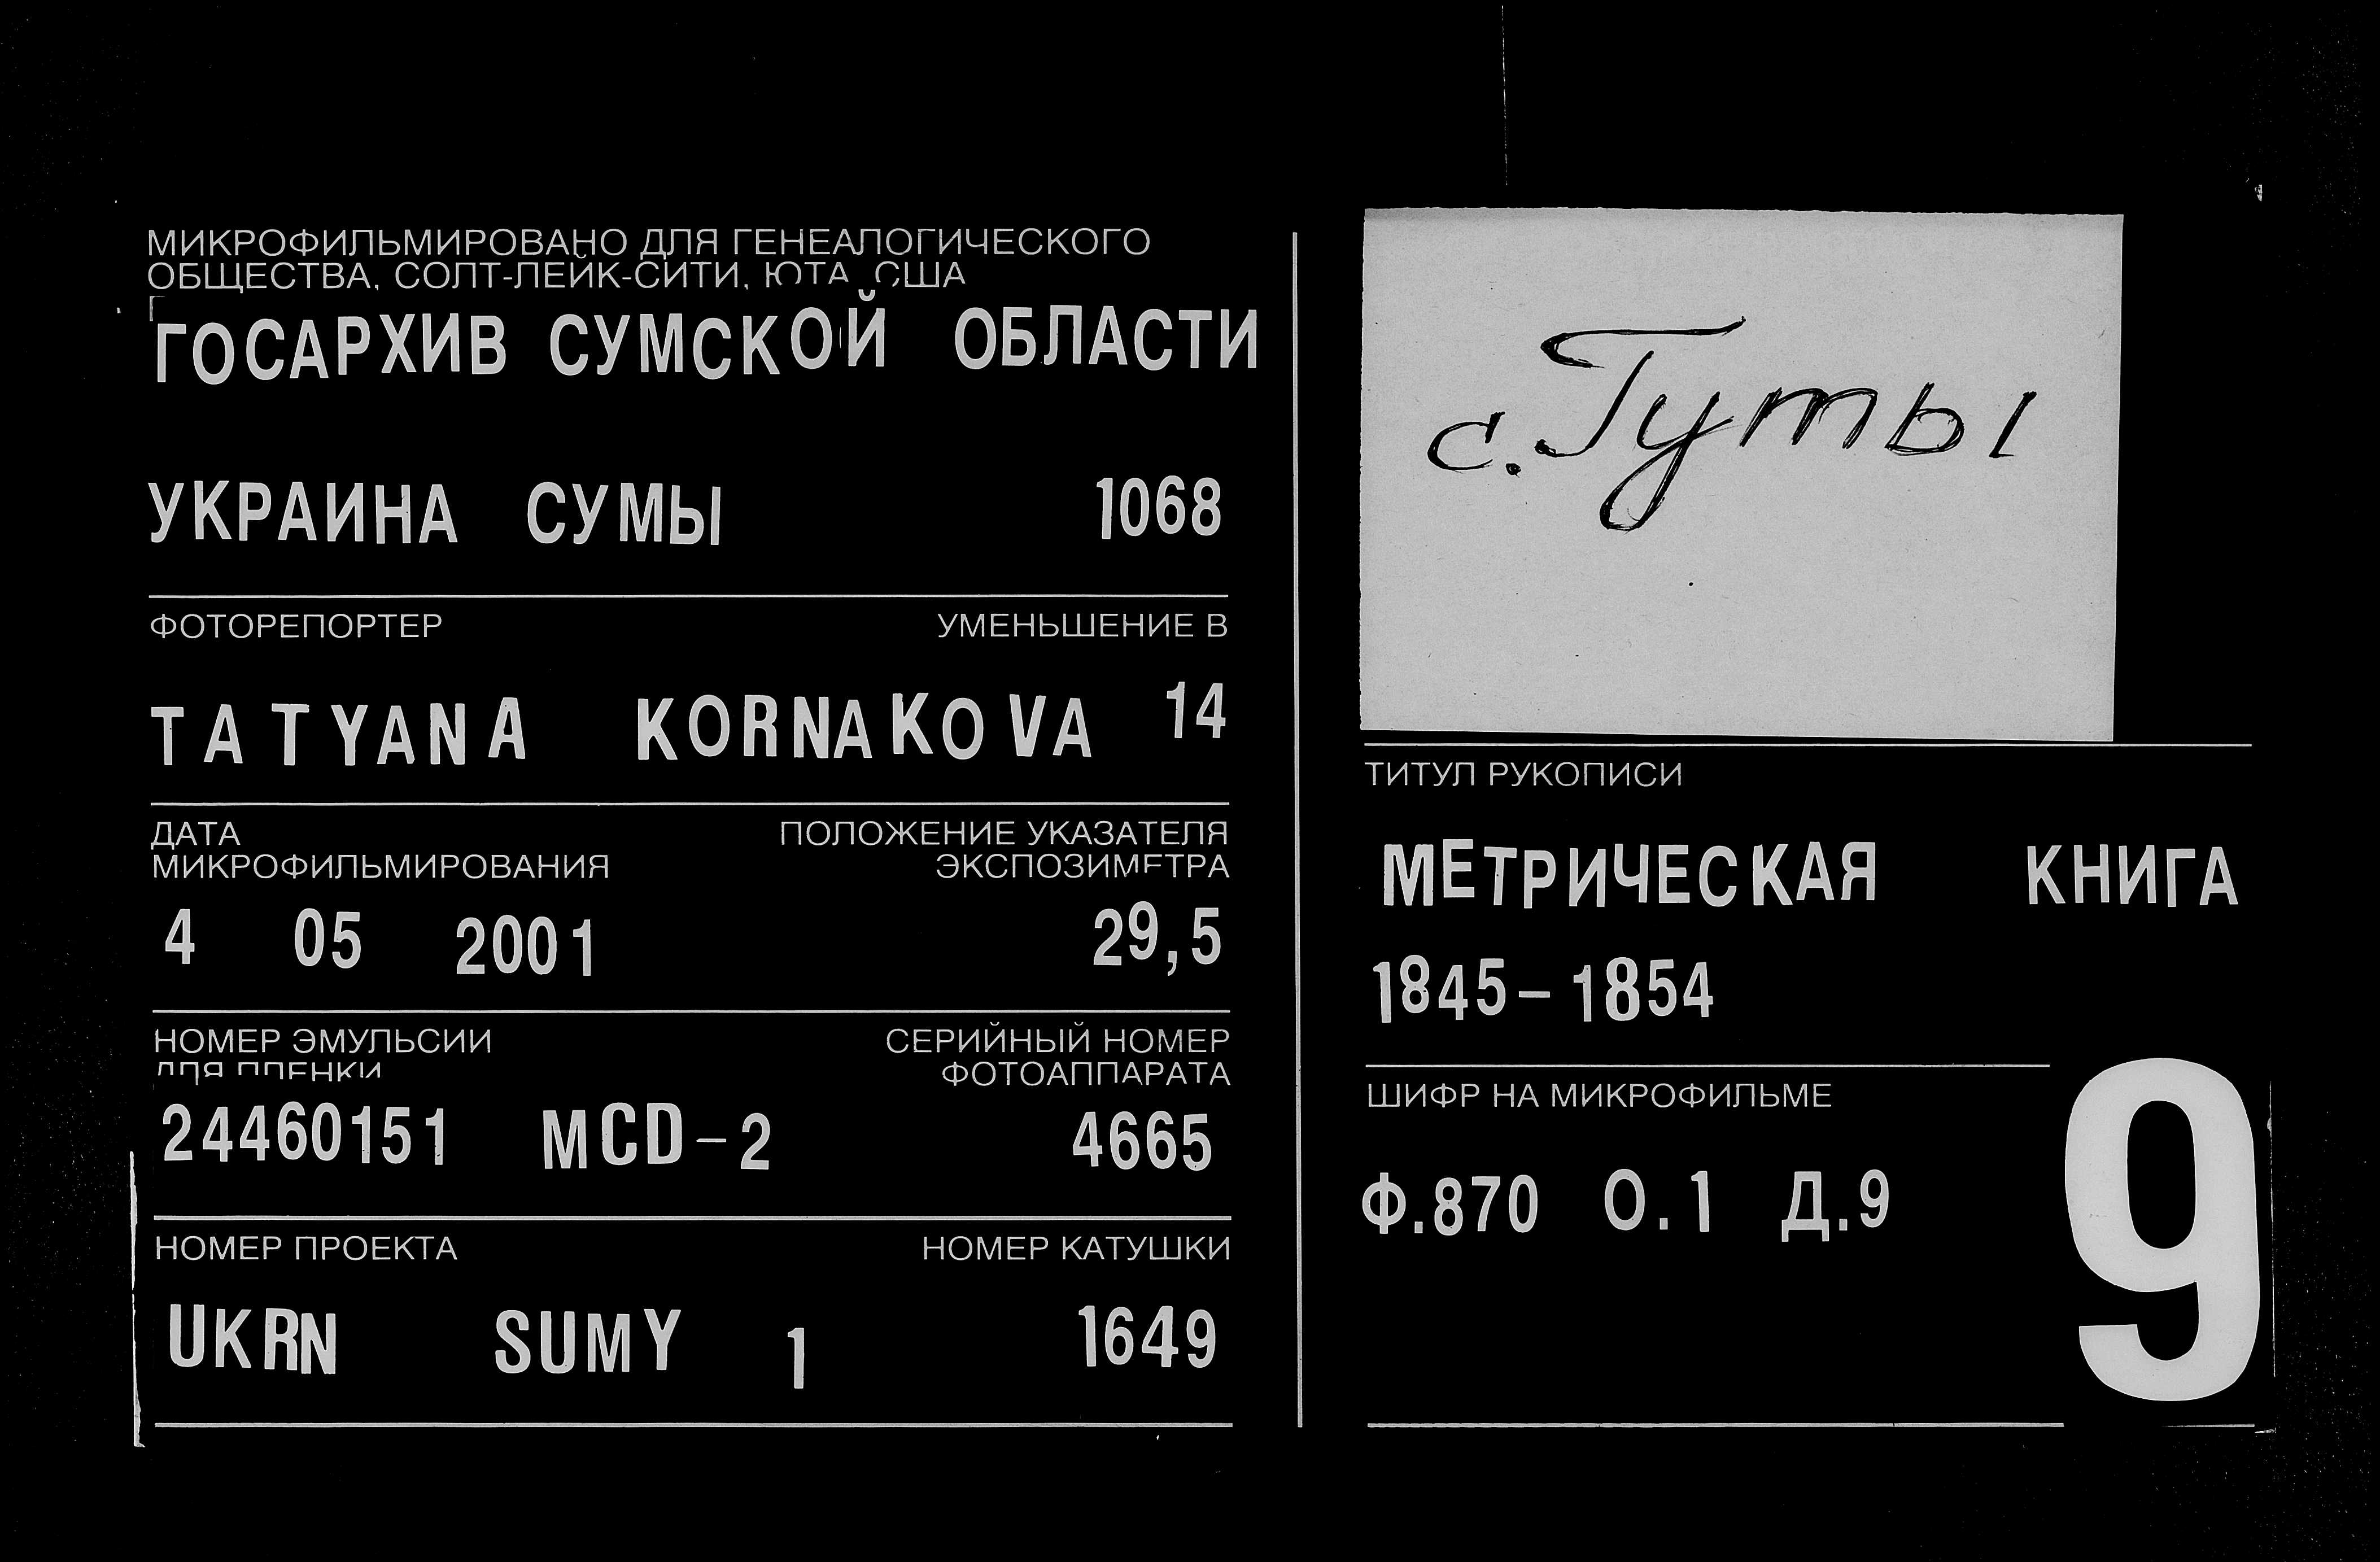 МИКРОФИЛЬМИРОВАНО ДЛЯ ГЕНЕАЛОГИЧЕСКОГО
ОБЩЕСТВА, СОЛТ-ЛЕЙК-СИТИ, ЮТА, США
ГОСАРХИВ СУМСКОЙ ОБЛАСТИ
УКРАИНА СУМЫ 1068
ФОТОРЕПОРТЕР УМЕНЬШЕНИЕ В
TATYANA KORNAKOVA 14
ДАТА ПОЛОЖЕНИЕ УКАЗАТЕЛЯ
МИКРОФИЛЬМИРОВАНИЯ ЭКСПОЗИМЕТРА
4 05 2001 29,5
НОМЕР ЭМУЛЬСИИ СЕРИЙНЫЙ НОМЕР
ДЛЯ ПЛЕНКИ ФОТОАППАРАТА
24460151 MCD-2 4665
НОМЕР ПРОЕКТА НОМЕР КАТУШКИ
UKRN SUMY 1 1649
с. Гуты
ТИТУЛ РУКОПИСИ
МЕТРИЧЕСКАЯ КНИГА
1845-1854
ШИФР НА МИКРОФИЛЬМЕ
Ф.870 О.1 Д.9
9